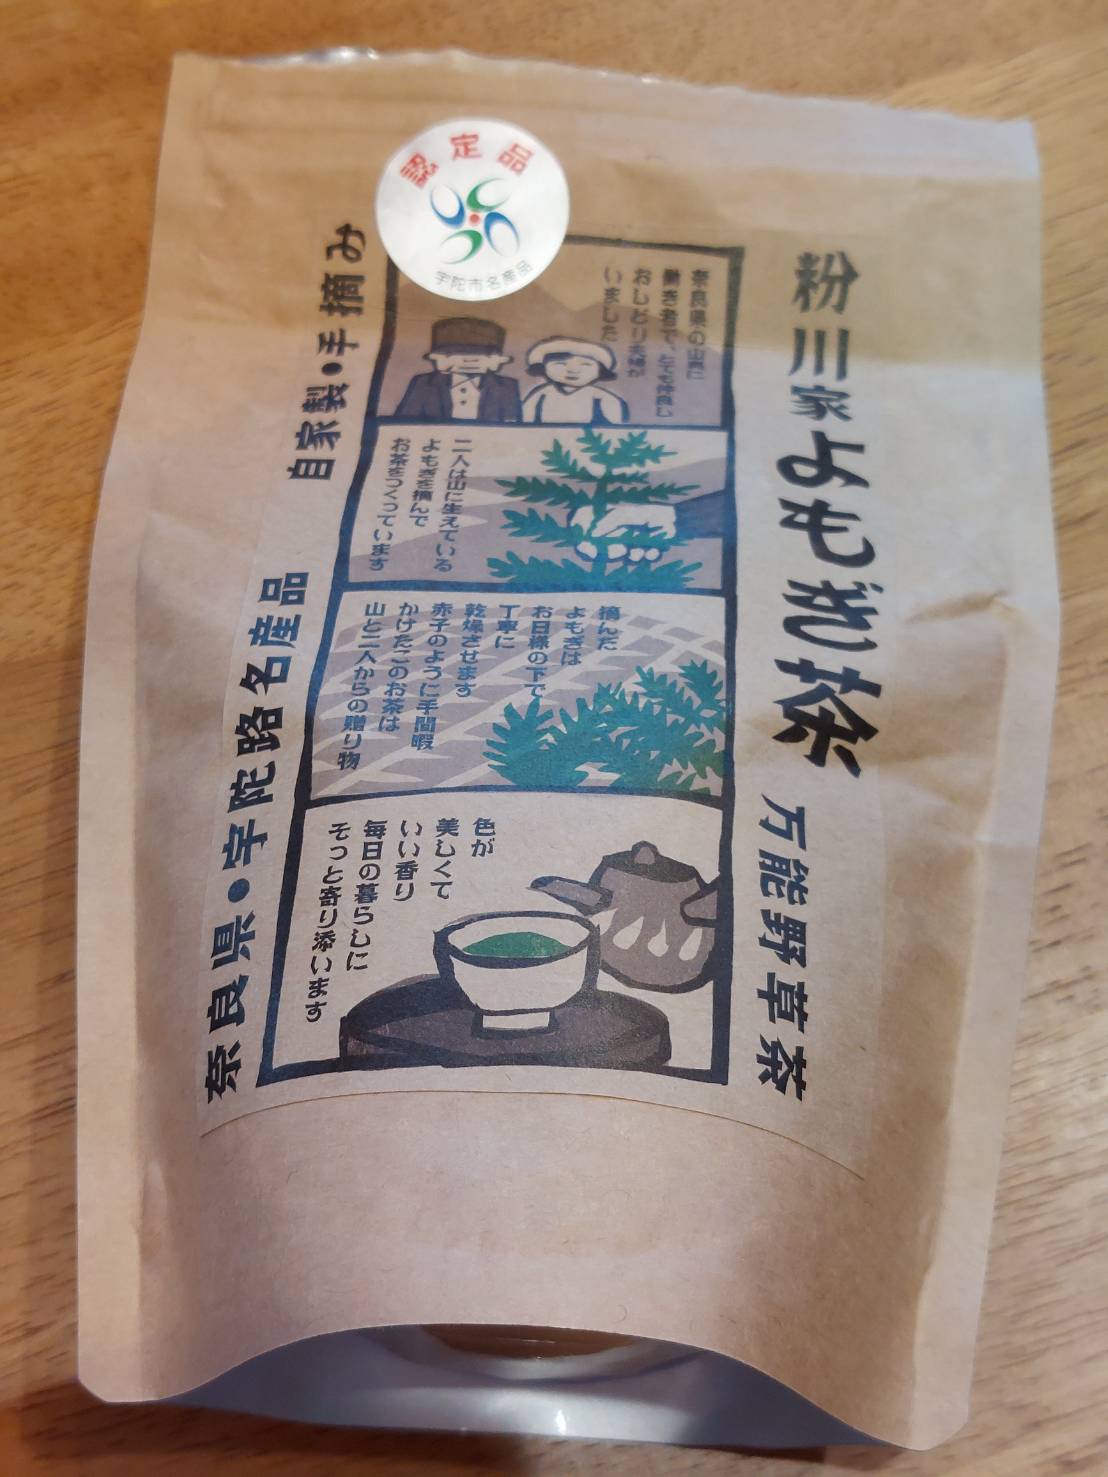 認定品
宇陀市名産品
粉川家よもぎ茶
万能野草茶
奈良県の山奥に
働き者で、とても仲良し
おしどり夫婦が
いました
二人は山に生えている
よもぎを摘んで
お茶をつくっています
摘んだ
よもぎは
お日様の下で
丁寧に
乾燥させます
赤子のように手間暇
かけたこのお茶は
山と二人からの贈り物
色が
美しくて
いい香り
毎日の暮らしに
そっと寄り添います
自家製・手摘み
奈良県・宇陀路名産品